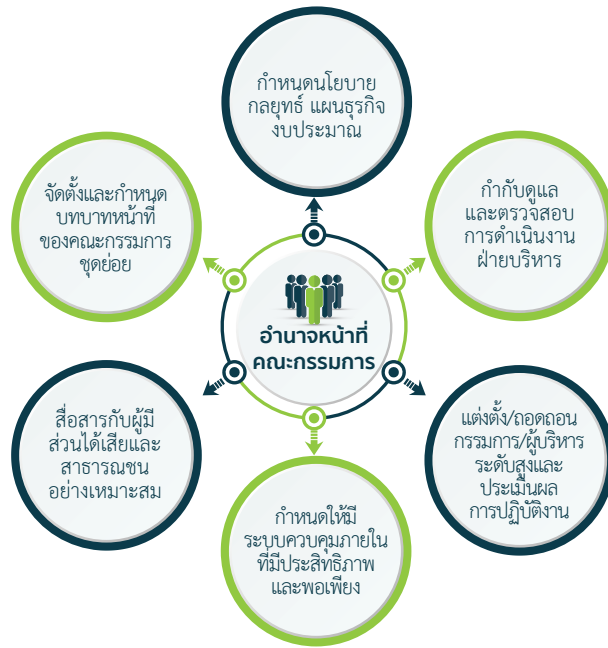 กำหนดนโยบาย
กลยุทธ์ แผนธุรกิจ
งบประมาณ
จัดตั้งและกำหนด
บทบาทหน้าที่
ของคณะกรรมการ
ชุดย่อย
กำกับดูแล
และตรวจสอบ
การดำเนินงาน
ฝ่ายบริหาร
อำนาจหน้าที่
คณะกรรมการ
สื่อสารกับผู้มี
ส่วนได้เสียและ
สาธารณชน
อย่างเหมาะสม
แต่งตั้ง/ถอดถอน
กรรมการ/ผู้บริหาร
ระดับสูงและ
ประเมินผล
การปฏิบัติงาน
กำหนดให้มี
ระบบควบคุมภายใน
ที่มีประสิทธิภาพ
และพอเพียง